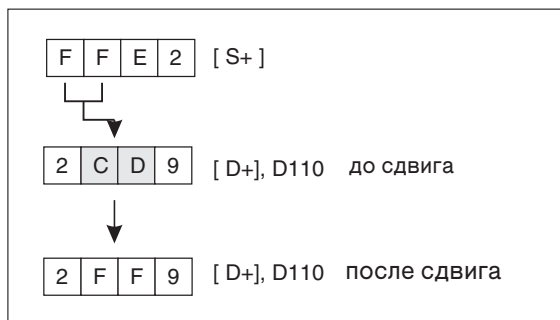 F F E 2 [ S+ ]
2 C D 9 [ D+], D110 до сдвига
2 F F 9 [ D+], D110 после сдвига